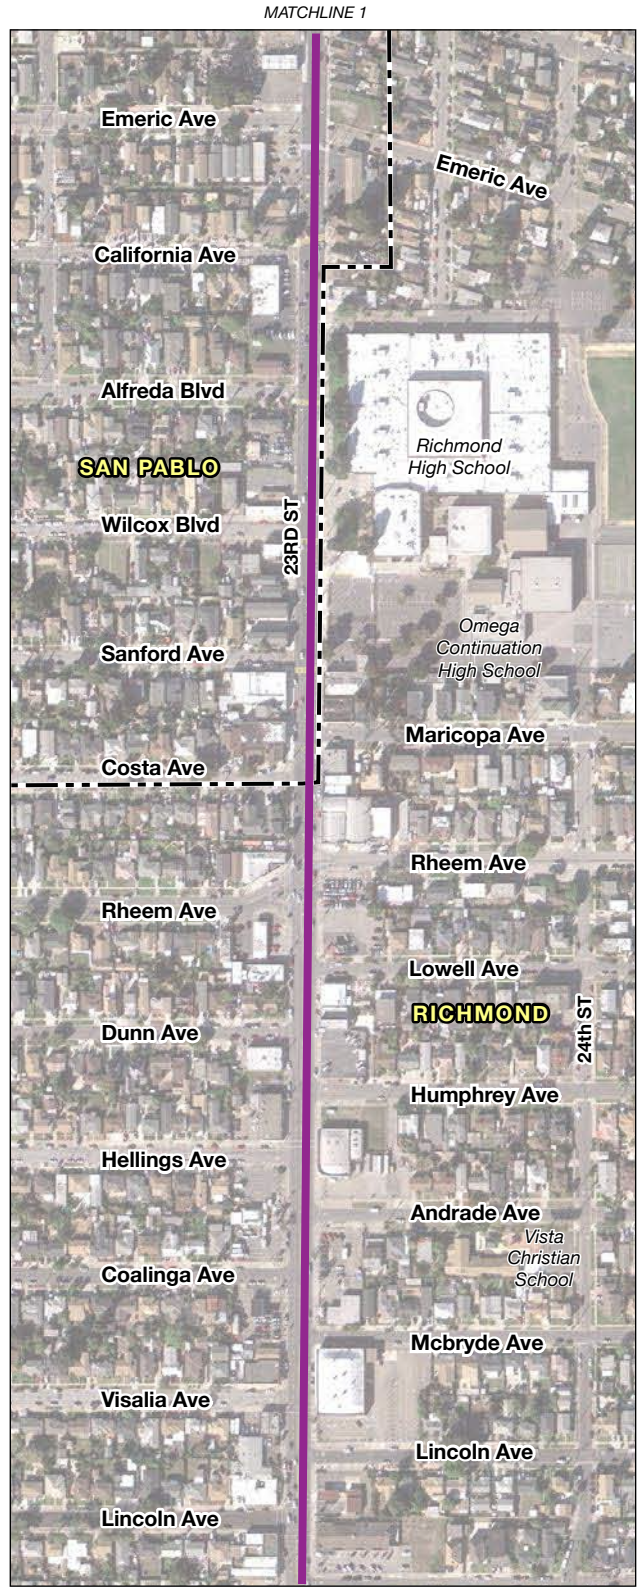 MATCHLINE 1
Emeric Ave
Emeric Ave
California Ave
Alfreda Blvd
Richmond
High School
SAN PABLO
Wilcox Blvd
23RD ST
Omega
Continuation
High School
Sanford Ave
Maricopa Ave
Costa Ave
Rheem Ave
Rheem Ave
Lowell Ave
RICHMOND
24th ST
Dunn Ave
Humphrey Ave
Hellings Ave
Andrade Ave
Vista
Christian
School
Coalinga Ave
Mcbryde Ave
Visalia Ave
Lincoln Ave
Lincoln Ave